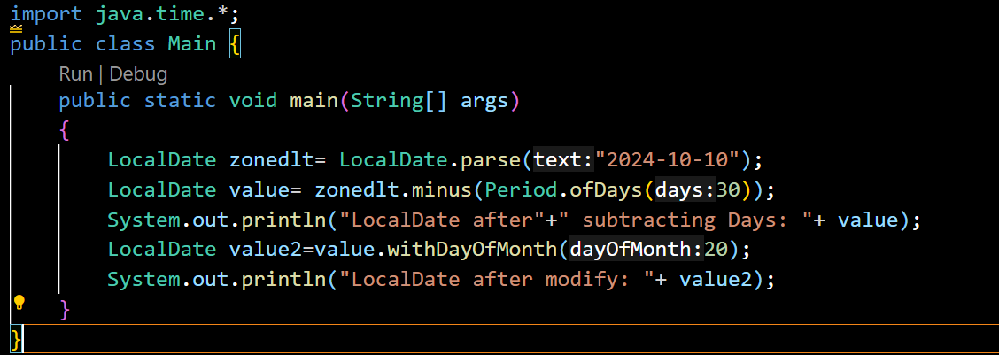 import java.time.*;
public class Main {
Run | Debug
public static void main(String[] args)
{
LocalDate zonedlt= LocalDate.parse(text:"2024-10-10");
LocalDate value= zonedlt.minus(Period.ofDays(days:30));
System.out.println("LocalDate after"+" subtracting Days: "+ value);
LocalDate value2=value.withDayOfMonth(dayOfMonth:20);
System.out.println("LocalDate after modify: "+ value2);
}
}